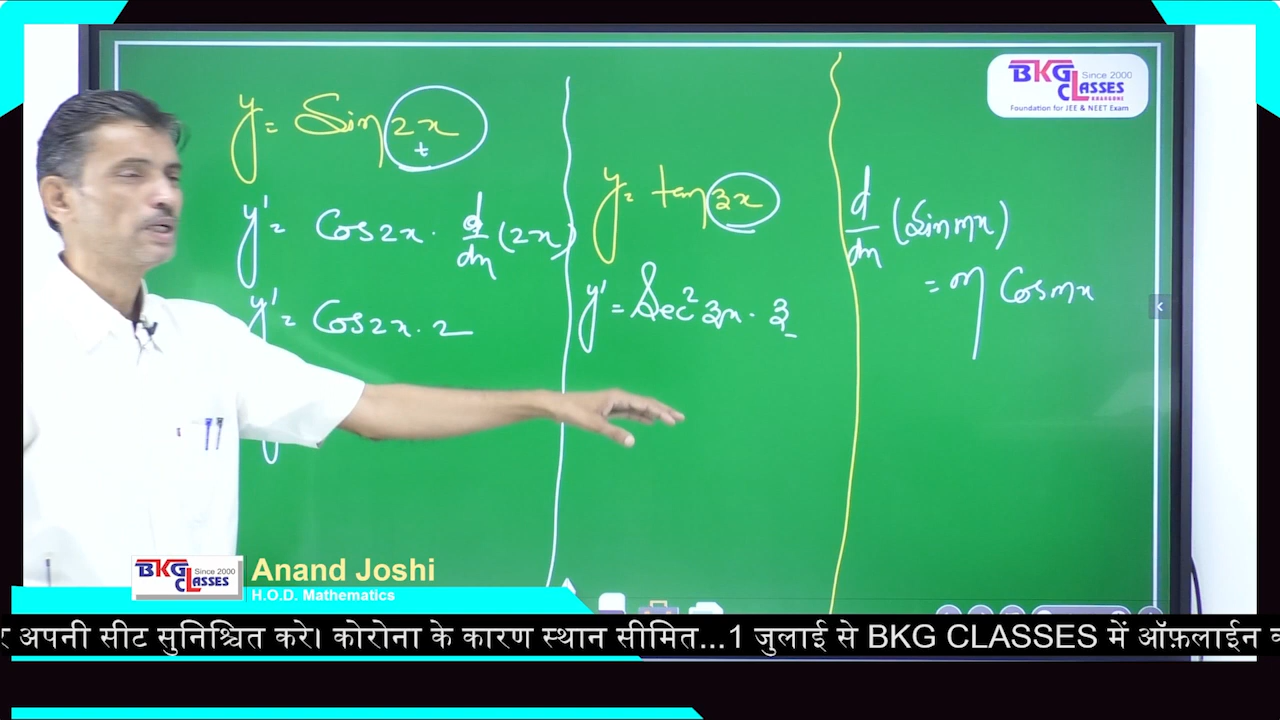 y = Sin 2x
t
y' = Cos2x · d/dx (2x)
y' = Cos2x · 2
y = tan 3x
y' = Sec² 3x · 3
d/dx (Sin mx)
= m Cos mx
BKG CLASSES Since 2000
KHARGONE
Foundation for JEE & NEET Exam
BKG CLASSES Since 2000
Anand Joshi
H.O.D. Mathematics
अपनी सीट सुनिश्चित करे। कोरोना के कारण स्थान सीमित...1 जुलाई से BKG CLASSES में ऑफ़लाईन